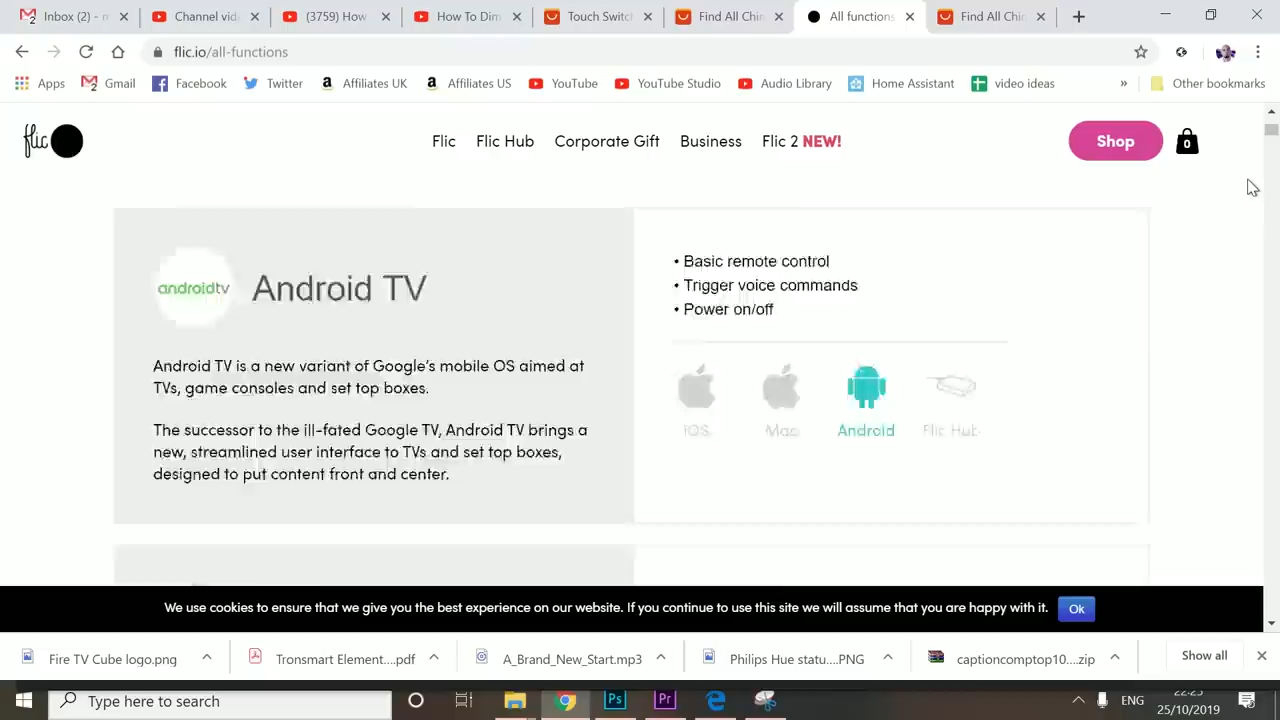 Inbox (2) - n
Channel vid
(3759) How
How To Dim
Touch Switc
Find All Chin
All functions
Find All Chin
flic.io/all-functions
Apps
Gmail
Facebook
Twitter
Affiliates UK
Affiliates US
YouTube
YouTube Studio
Audio Library
Home Assistant
video ideas
»
Other bookmarks
flic
Flic
Flic Hub
Corporate Gift
Business
Flic 2 NEW!
Shop
0
androidtv
Android TV
Android TV is a new variant of Google's mobile OS aimed at
TVs, game consoles and set top boxes.
The successor to the ill-fated Google TV, Android TV brings a
new, streamlined user interface to TVs and set top boxes,
designed to put content front and center.
• Basic remote control
• Trigger voice commands
• Power on/off
iOS
Mac
Android
Flic Hub
We use cookies to ensure that we give you the best experience on our website. If you continue to use this site we will assume that you are happy with it.
Ok
Fire TV Cube logo.png
Tronsmart Element....pdf
A_Brand_New_Start.mp3
Philips Hue statu....PNG
captioncomptop10....zip
Show all
Type here to search
Ps
Pr
ENG
22:25
25/10/2019